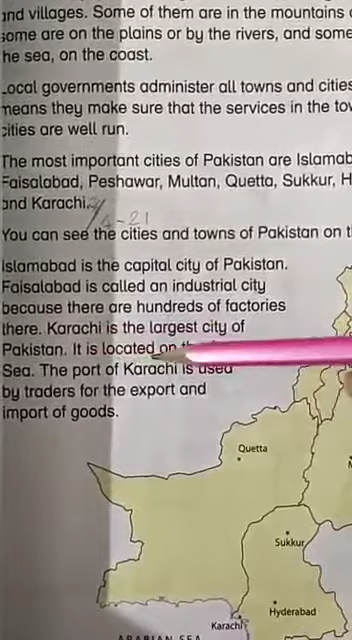 and villages. Some of them are in the mountains
some are on the plains or by the rivers, and some
he sea, on the coast.
Local governments administer all towns and cities
means they make sure that the services in the
cities are well run.
The most important cities of Pakistan are
Faisalabad, Peshawar, Multan, Quetta, Sukkur, H
and Karachi.
4-21
You can see the cities and towns of Pakistan on
Islamabad is the capital city of Pakistan.
Faisalabad is called an industrial city
because there are hundreds of factories
there. Karachi is the largest city of
Pakistan. It is located on
Sea. The port of Karachi is used
by traders for the export and
import of goods.
Quetta
Sukkur
Hyderabad
Karachi
ARABIAN SEA